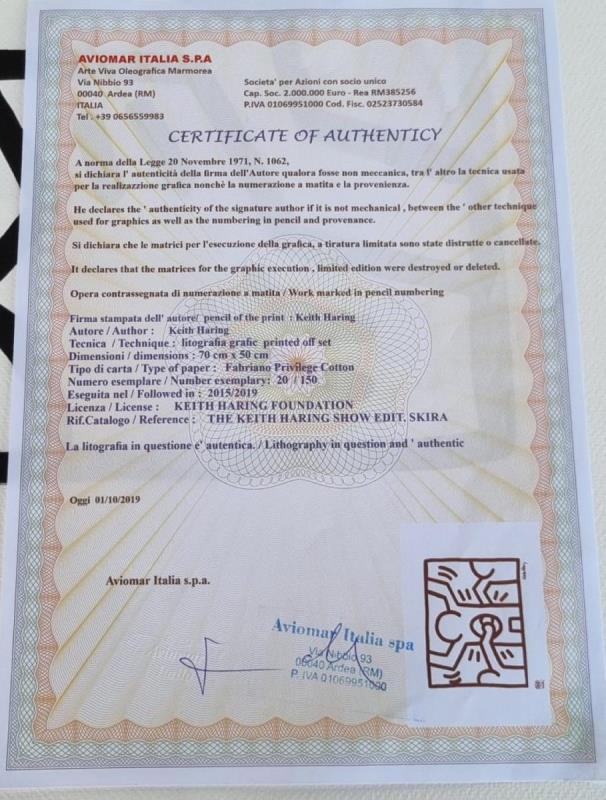 AVIOMAR ITALIA S.P.A
Arte Viva Oleografica Marmorea
Via Nibbio 93
00040 Ardea (RM)
ITALIA
Tel . +39 0656559983
Societa' per Azioni con socio unico
Cap. Soc. 2.000.000 Euro - Rea RM385256
P.IVA 01069951000 Cod. Fisc. 02523730584
CERTIFICATE OF AUTHENTICY
A norma della Legge 20 Novembre 1971, N. 1062,
si dichiara l' autenticità della firma dell'Autore qualora fosse non meccanica, tra l' altro la tecnica usata
per la realizazzione grafica nonchè la numerazione a matita e la provenienza.
He declares the ' authenticity of the signature author if it is not mechanical , between the ' other technique
used for graphics as well as the numbering in pencil and provenance.
Si dichiara che le matrici per l'esecuzione della grafica, a tiratura limitata sono state distrutte o cancellate.
It declares that the matrices for the graphic execution , limited edition were destroyed or deleted.
Opera contrassegnata di numerazione a matita / Work marked in pencil numbering
Firma stampata dell' autore/ pencil of the print : Keith Haring
Autore / Author : Keith Haring
Tecnica / Technique : litografia grafic printed off set
Dimensioni / dimensions : 70 cm x 50 cm
Tipo di carta / Type of paper : Fabriano Privilege Cotton
Numero esemplare / Number exemplary: 20 / 150
Eseguita nel / Followed in : 2015/2019
Licenza / License : KEITH HARING FOUNDATION
Rif.Catalogo / Reference : THE KEITH HARING SHOW EDIT. SKIRA
La litografia in questione e' autentica. / Lithography in question and ' authentic
Oggi 01/10/2019
Aviomar Italia s.p.a.
Aviomar Italia spa
Via Nibbio 93
00040 Ardea (RM)
P. IVA 01069951000